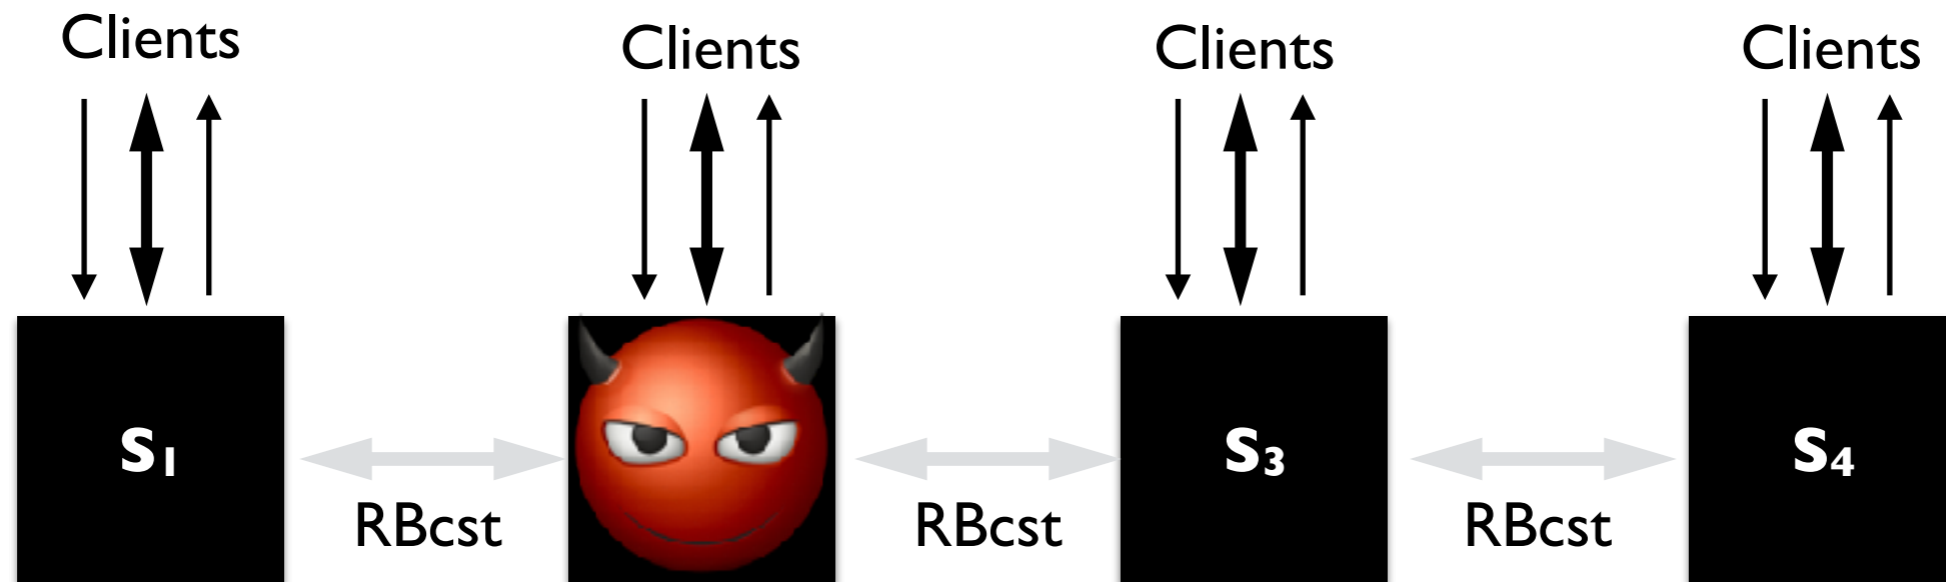 Clients Clients Clients Clients
S₁ S₃ S₄
RBcst RBcst RBcst